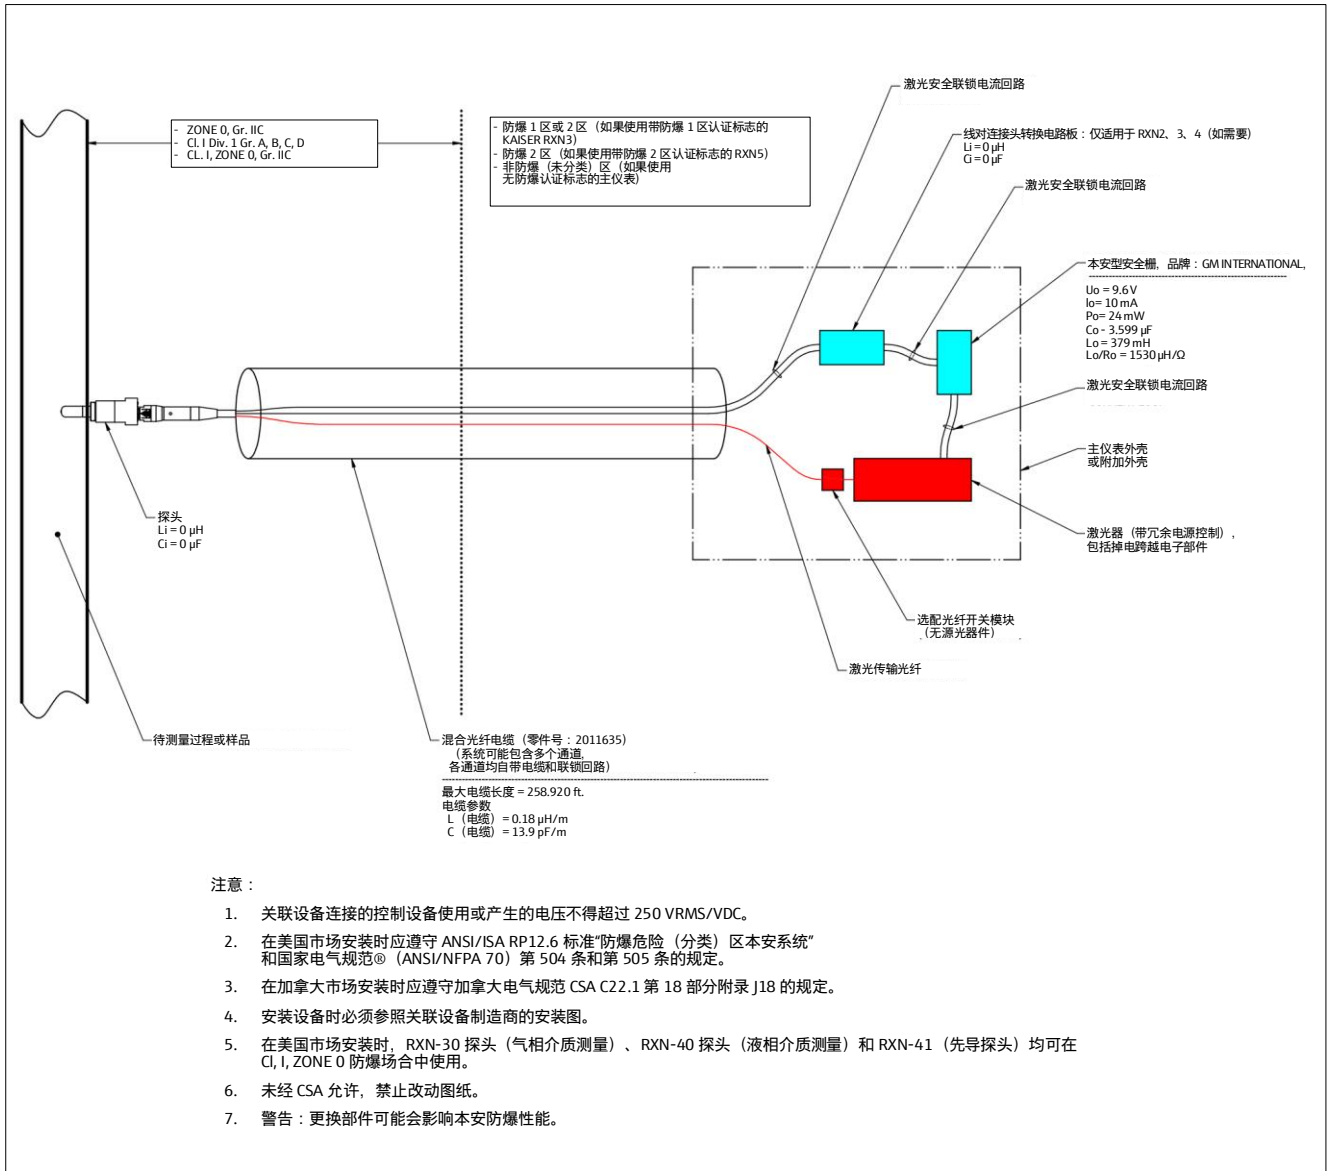 激光安全联锁电流回路
- ZONE 0, Gr. IIC
- Cl. I Div. 1 Gr. A, B, C, D
- CL. I, ZONE 0, Gr. IIC
- 防爆 1 区或 2 区（如果使用带防爆 1 区认证标志的
KAISER RXN3）
- 防爆 2 区（如果使用带防爆 2 区认证标志的 RXN5）
- 非防爆（未分类）区（如果使用
无防爆认证标志的主仪表）
线对连接头转换电路板：仅适用于 RXN2、3、4（如需要）
Li = 0 µH
Ci = 0 µF
激光安全联锁电流回路
本安型安全栅，品牌：GM INTERNATIONAL,
Uo = 9.6 V
Io= 10 mA
Po= 24 mW
Co - 3.599 µF
Lo = 379 mH
Lo/Ro = 1530 µH/Ω
激光安全联锁电流回路
主仪表外壳
或附加外壳
探头
Li = 0 µH
Ci = 0 µF
激光器（带冗余电源控制），
包括掉电跨越电子部件
选配光纤开关模块
（无源光器件）
激光传输光纤
待测量过程或样品
混合光纤电缆（零件号：2011635）
（系统可能包含多个通道,
各通道均自带电缆和联锁回路）
最大电缆长度 = 258.920 ft.
电缆参数
L（电缆）= 0.18 µH/m
C（电缆）= 13.9 pF/m
注意：
1. 关联设备连接的控制设备使用或产生的电压不得超过 250 VRMS/VDC。
2. 在美国市场安装时应遵守 ANSI/ISA RP12.6 标准“防爆危险（分类）区本安系统”
和国家电气规范®（ANSI/NFPA 70）第 504 条和第 505 条的规定。
3. 在加拿大市场安装时应遵守加拿大电气规范 CSA C22.1 第 18 部分附录 J18 的规定。
4. 安装设备时必须参照关联设备制造商的安装图。
5. 在美国市场安装时，RXN-30 探头（气相介质测量）、RXN-40 探头（液相介质测量）和 RXN-41（先导探头）均可在
Cl, I, ZONE 0 防爆场合中使用。
6. 未经 CSA 允许，禁止改动图纸。
7. 警告：更换部件可能会影响本安防爆性能。